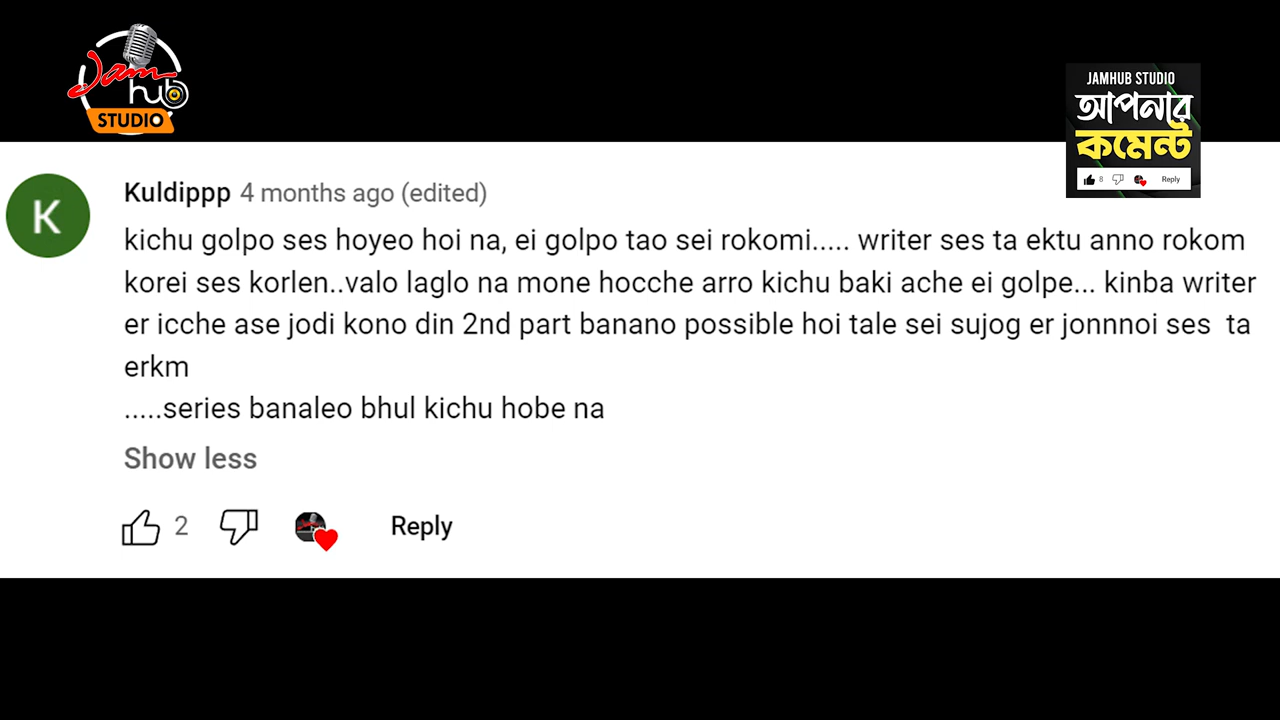 Jam
hub
STUDIO
JAMHUB STUDIO
আপনার
কমেন্ট
8 Reply
Kuldippp 4 months ago (edited)
kichu golpo ses hoyeo hoi na, ei golpo tao sei rokomi..... writer ses ta ektu anno rokom
korei ses korlen..valo laglo na mone hocche arro kichu baki ache ei golpe... kinba writer
er icche ase jodi kono din 2nd part banano possible hoi tale sei sujog er jonnnoi ses  ta
erkm
.....series banaleo bhul kichu hobe na
Show less
2 Reply